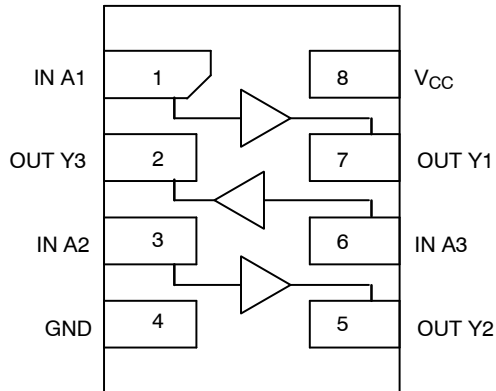 IN A1 1 8 VCC
OUT Y3 2 7 OUT Y1
IN A2 3 6 IN A3
GND 4 5 OUT Y2